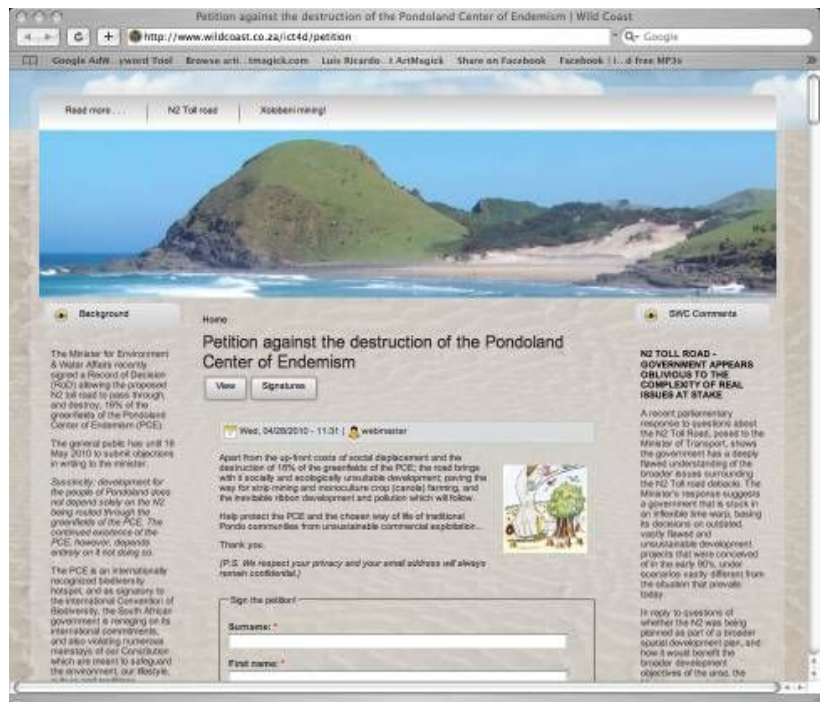 Petition against the destruction of the Pondoland Center of Endemism | Wild Coast
http://www.wildcoast.co.za/ict4d/petition
Google
Google AdW...yword Tool Browse arti...tmagick.com Luis Ricardo...t ArtMagick Share on Facebook Facebook | i...d free MP3s
Read more . . . . N2 Toll road Xolobeni mining!
Background
The Minister for Environment
& Water Affairs recently
signed a Record of Decision
(RoD) allowing the proposed
N2 toll road to pass through,
and destroy, 16% of the
greenfields of the Pondoland
Center of Endemism (PCE).
The general public has until 18
May 2010 to submit objections
in writing to the minister.
Succinctly: development for
the people of Pondoland does
not depend solely on the N2
being routed through the
greenfields of the PCE. The
continued existence of the
PCE, however, depends
entirely on it not doing so.
The PCE is an internationally
recognized biodiversity
hotspot, and as signatory to
the international Convention of
Biodiversity, the South African
government is reneging on its
international commitments,
and also violating numerous
mainstays of our Constitution
which are meant to safeguard
the environment, our lifestyle,
Home
Petition against the destruction of the Pondoland
Center of Endemism
View Signatures
Wed, 04/28/2010 - 11:31 | webmaster
Apart from the up-front costs of social displacement and the
destruction of 16% of the greenfields of the PCE; the road brings
with it socially and ecologically unsuitable development; paving the
way for strip-mining and monoculture crop (canola) farming, and
the inevitable ribbon development and pollution which will follow.
Help protect the PCE and the chosen way of life of traditional
Pondo communities from unsustainable commercial exploitation...
Thank you.
(P.S. We respect your privacy and your email address will always
remain confidential.)
Sign the petition!
Surname: *
First name: *
SWC Comments
N2 TOLL ROAD -
GOVERNMENT APPEARS
OBLIVIOUS TO THE
COMPLEXITY OF REAL
ISSUES AT STAKE
A recent parliamentary
response to questions about
the N2 Toll Road, posed to the
Minister of Transport, shows
the government has a deeply
flawed understanding of the
broader issues surrounding
the N2 Toll road debacle. The
Minister's response suggests
a government that is stuck in
an inflexible time warp, basing
its decisions on outdated,
vastly flawed and
unsustainable development
projects that were conceived
of in the early 90's, under
scenarios vastly different from
the situation that prevails
today.
In reply to questions of
whether the N2 was being
planned as part of a broader
spatial development plan, and
how it would benefit the
broader development
objectives of the area, the